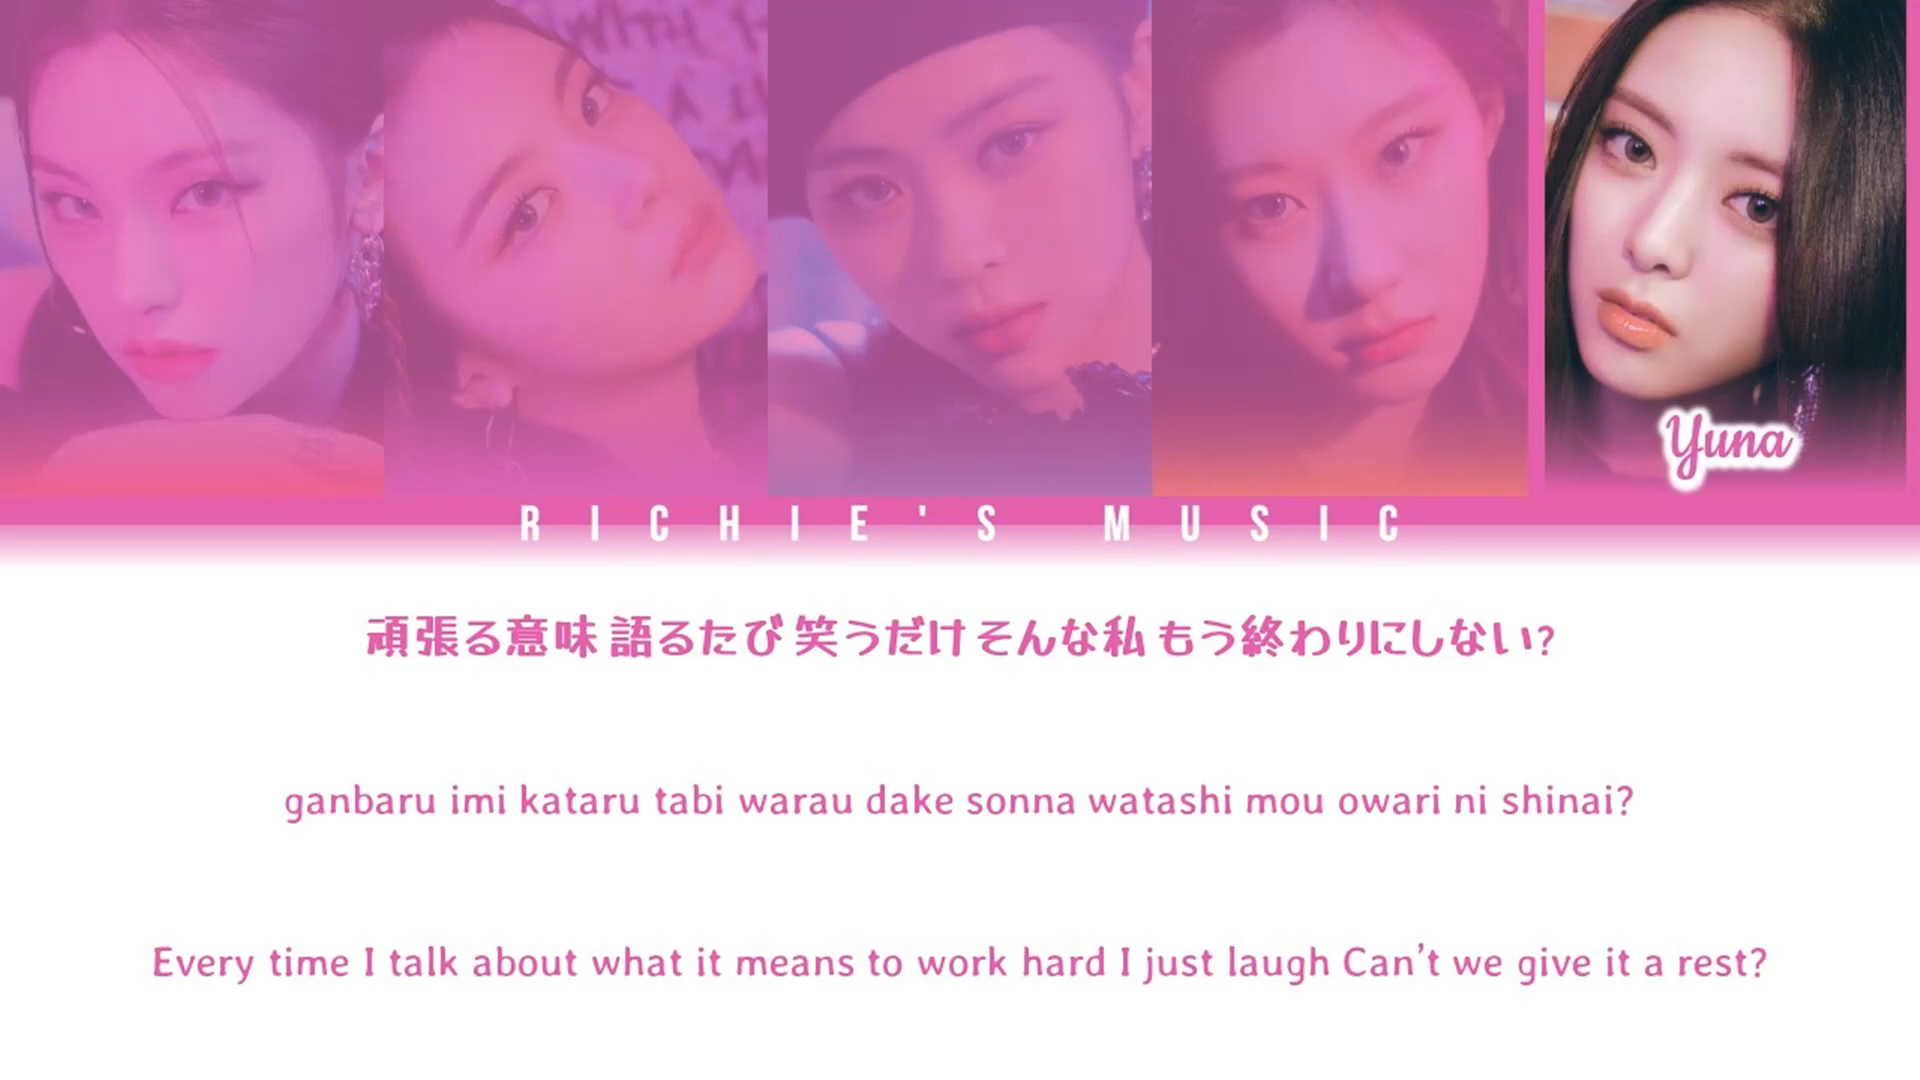 Yuna
RICHIE'S MUSIC
頑張る意味 語るたび 笑うだけ そんな私 もう終わりにしない?
ganbaru imi kataru tabi warau dake sonna watashi mou owari ni shinai?
Every time I talk about what it means to work hard I just laugh Can't we give it a rest?